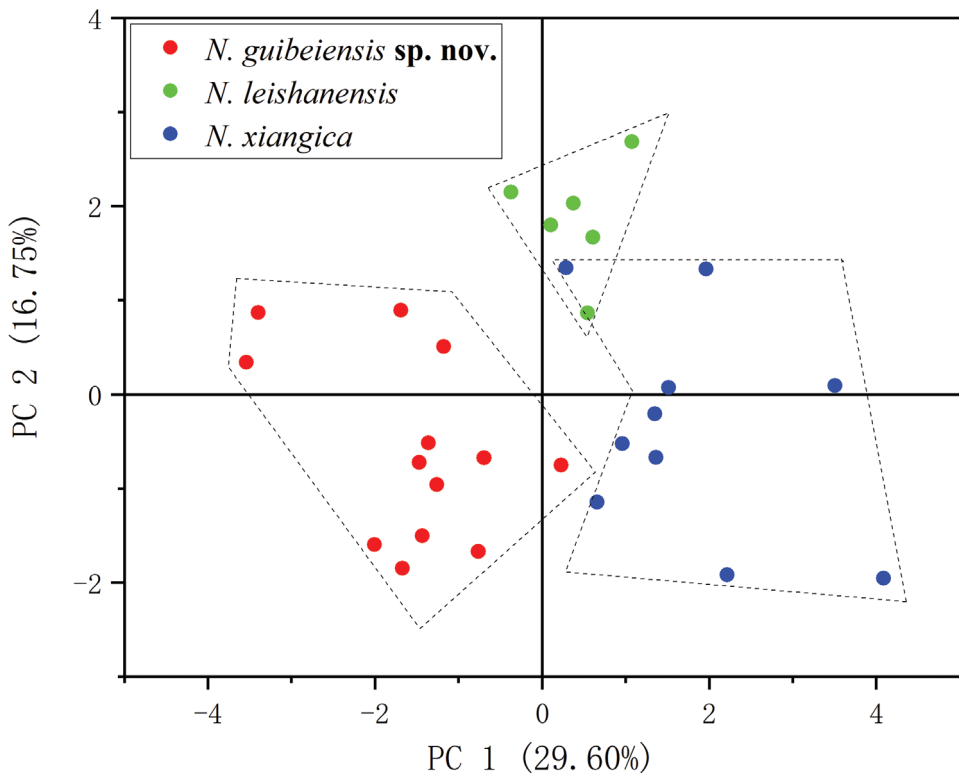 N. guibeiensis sp. nov.
N. leishanensis
N. xiangica
4
2
0
−2
PC 2 (16.75%)
−4 −2 0 2 4
PC 1 (29.60%)